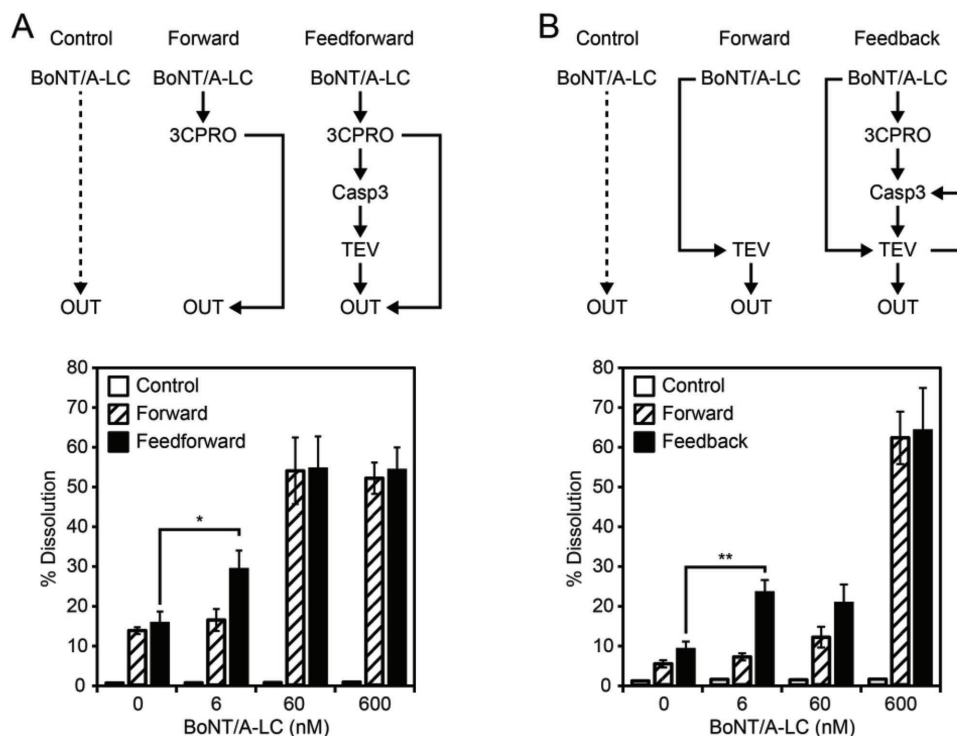 A
Control Forward Feedforward
BoNT/A-LC BoNT/A-LC BoNT/A-LC
3CPRO 3CPRO
Casp3
TEV
OUT OUT OUT
80
70
60
50
40
30
20
10
0
% Dissolution
Control
Forward
Feedforward
*
0 6 60 600
BoNT/A-LC (nM)
B
Control Forward Feedback
BoNT/A-LC BoNT/A-LC BoNT/A-LC
3CPRO
Casp3
TEV TEV
OUT OUT OUT
80
70
60
50
40
30
20
10
0
% Dissolution
Control
Forward
Feedback
**
0 6 60 600
BoNT/A-LC (nM)